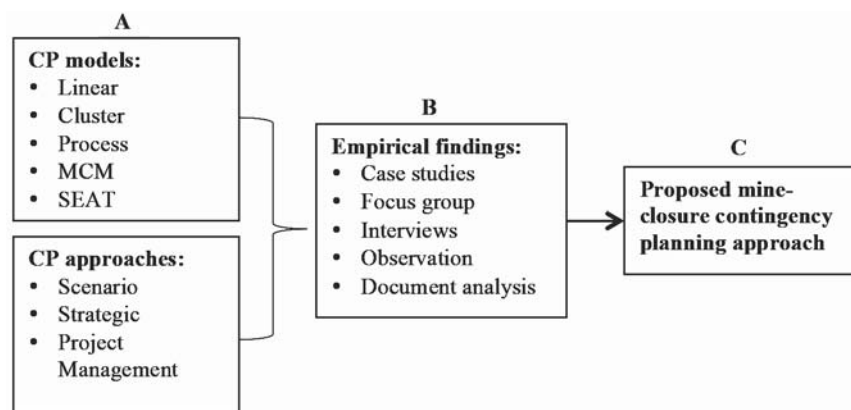 A
CP models:
• Linear
• Cluster
• Process
• MCM
• SEAT
CP approaches:
• Scenario
• Strategic
• Project
Management
B
Empirical findings:
• Case studies
• Focus group
• Interviews
• Observation
• Document analysis
C
Proposed mine-
closure contingency
planning approach